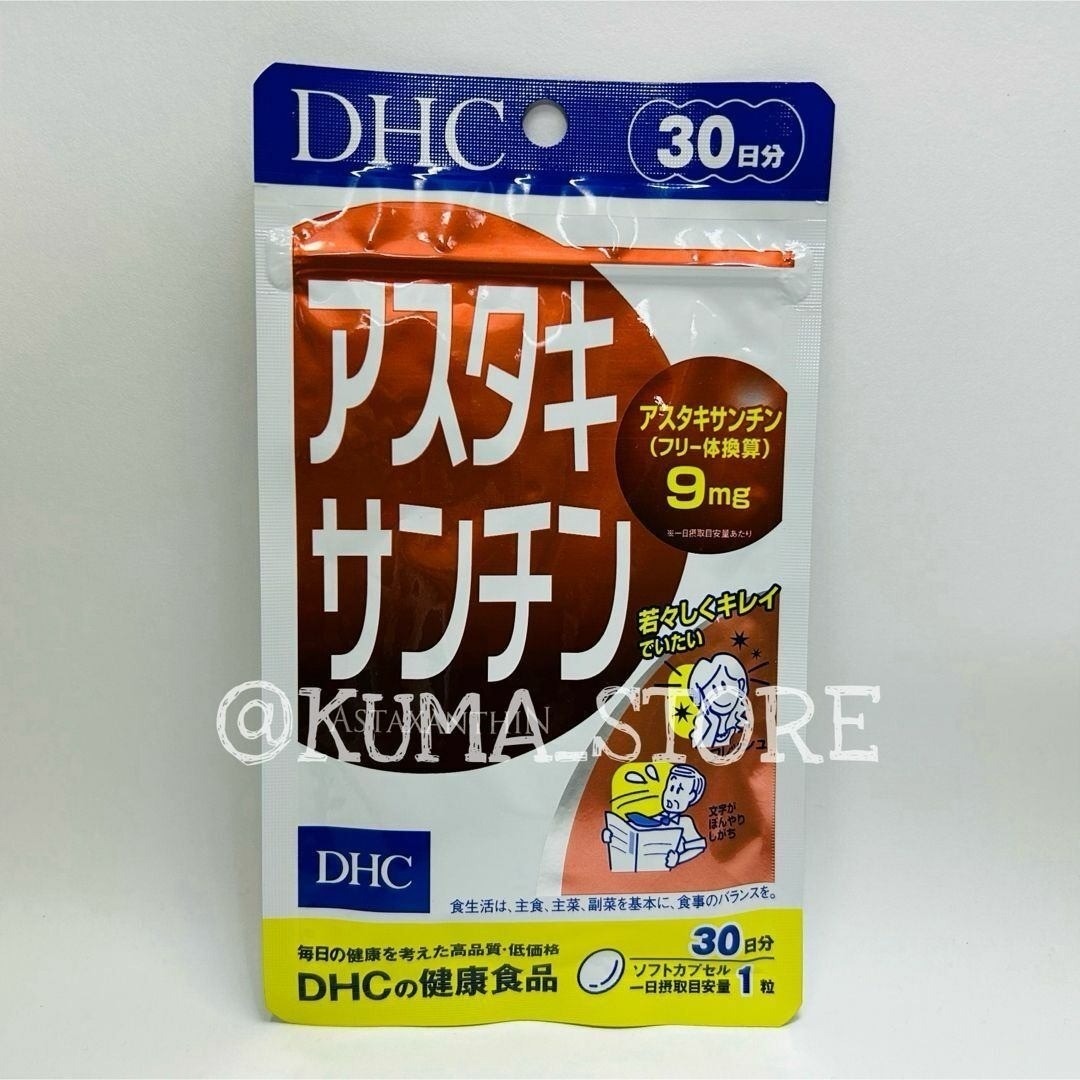 DHC
30日分
アスタキ
サンチン
アスタキサンチン
(フリー体換算)
9mg
※一日摂取目安量あたり
若々しくキレイ
でいたい
ASTAXANTHIN
@KUMA_STORE
文字が
ぼんやり
しがち
DHC
食生活は、主食、主菜、副菜を基本に、食事のバランスを。
毎日の健康を考えた高品質・低価格
DHCの健康食品
30日分
ソフトカプセル
一日摂取目安量 1粒